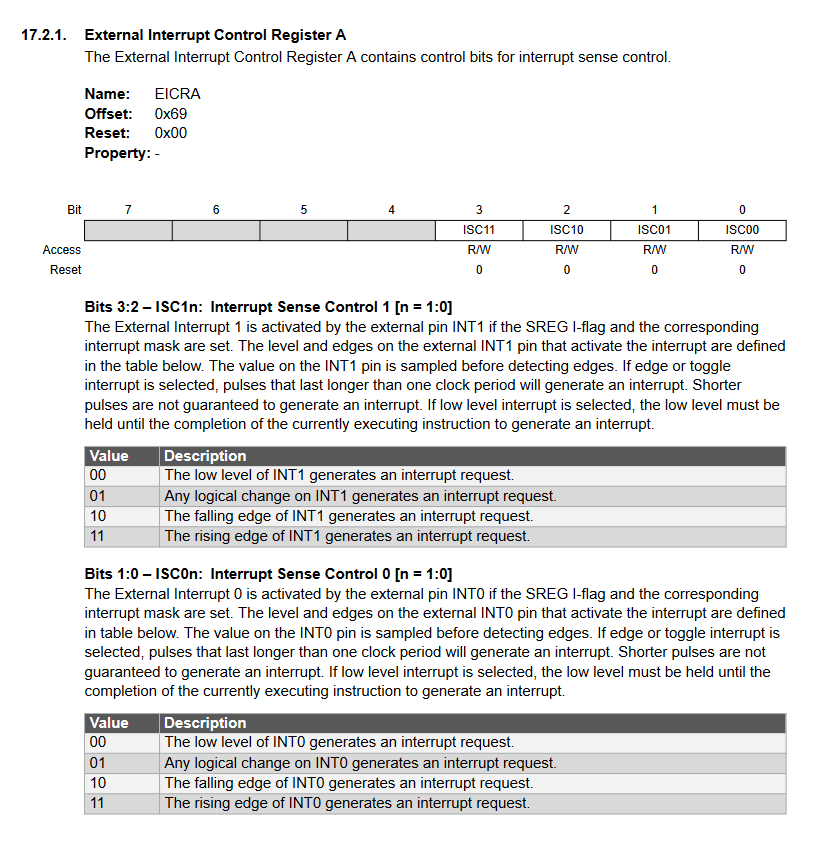 17.2.1. External Interrupt Control Register A
The External Interrupt Control Register A contains control bits for interrupt sense control.
Name: EICRA
Offset: 0x69
Reset: 0x00
Property: -
Bit 7 6 5 4 3 2 1 0
ISC11 ISC10 ISC01 ISC00
Access R/W R/W R/W R/W
Reset 0 0 0 0
Bits 3:2 – ISC1n: Interrupt Sense Control 1 [n = 1:0]
The External Interrupt 1 is activated by the external pin INT1 if the SREG I-flag and the corresponding
interrupt mask are set. The level and edges on the external INT1 pin that activate the interrupt are defined
in the table below. The value on the INT1 pin is sampled before detecting edges. If edge or toggle
interrupt is selected, pulses that last longer than one clock period will generate an interrupt. Shorter
pulses are not guaranteed to generate an interrupt. If low level interrupt is selected, the low level must be
held until the completion of the currently executing instruction to generate an interrupt.
Value Description
00 The low level of INT1 generates an interrupt request.
01 Any logical change on INT1 generates an interrupt request.
10 The falling edge of INT1 generates an interrupt request.
11 The rising edge of INT1 generates an interrupt request.
Bits 1:0 – ISC0n: Interrupt Sense Control 0 [n = 1:0]
The External Interrupt 0 is activated by the external pin INT0 if the SREG I-flag and the corresponding
interrupt mask are set. The level and edges on the external INT0 pin that activate the interrupt are defined
in table below. The value on the INT0 pin is sampled before detecting edges. If edge or toggle interrupt is
selected, pulses that last longer than one clock period will generate an interrupt. Shorter pulses are not
guaranteed to generate an interrupt. If low level interrupt is selected, the low level must be held until the
completion of the currently executing instruction to generate an interrupt.
Value Description
00 The low level of INT0 generates an interrupt request.
01 Any logical change on INT0 generates an interrupt request.
10 The falling edge of INT0 generates an interrupt request.
11 The rising edge of INT0 generates an interrupt request.